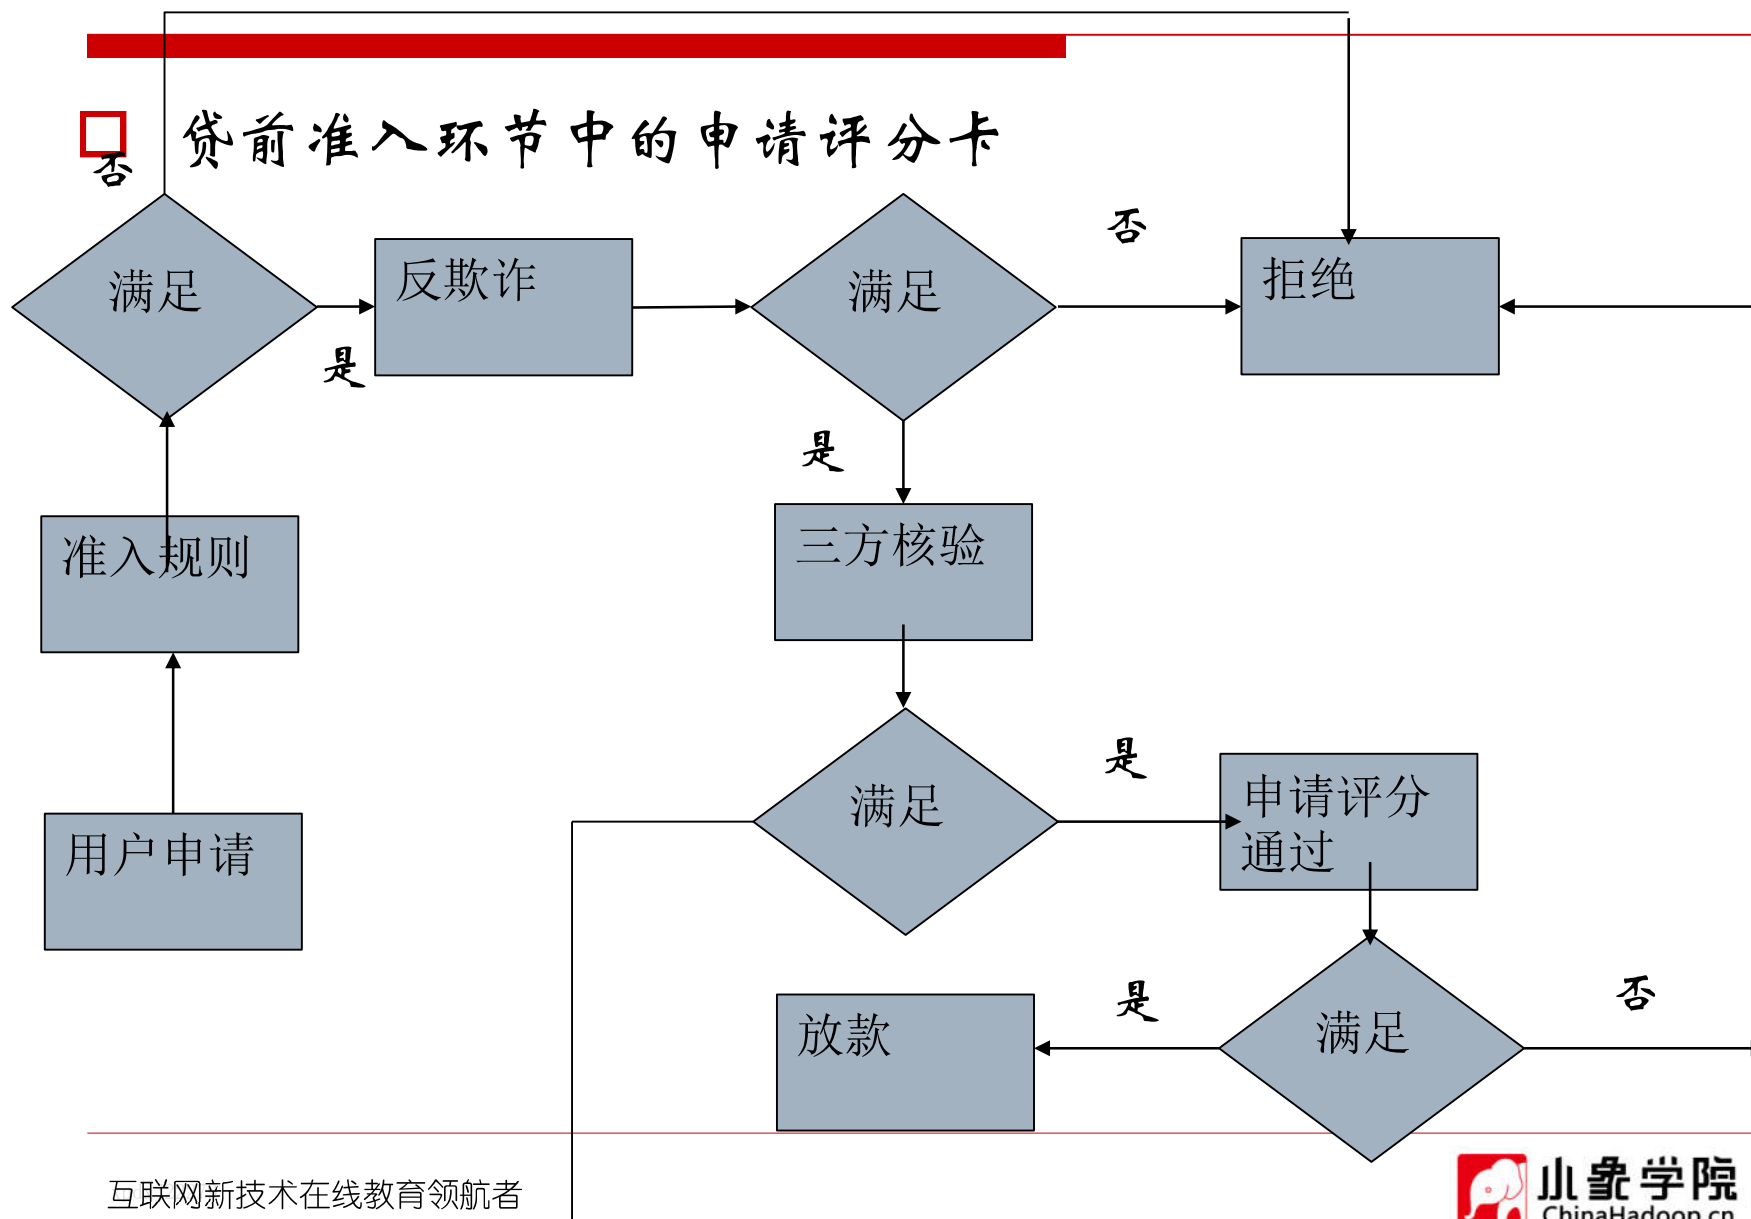 贷前准入环节中的申请评分卡
否
满足
反欺诈
满足
否
拒绝
是
是
准入规则
三方核验
是
用户申请
满足
申请评分
通过
放款
是
满足
否
互联网新技术在线教育领航者
小象学院
ChinaHadoop.cn